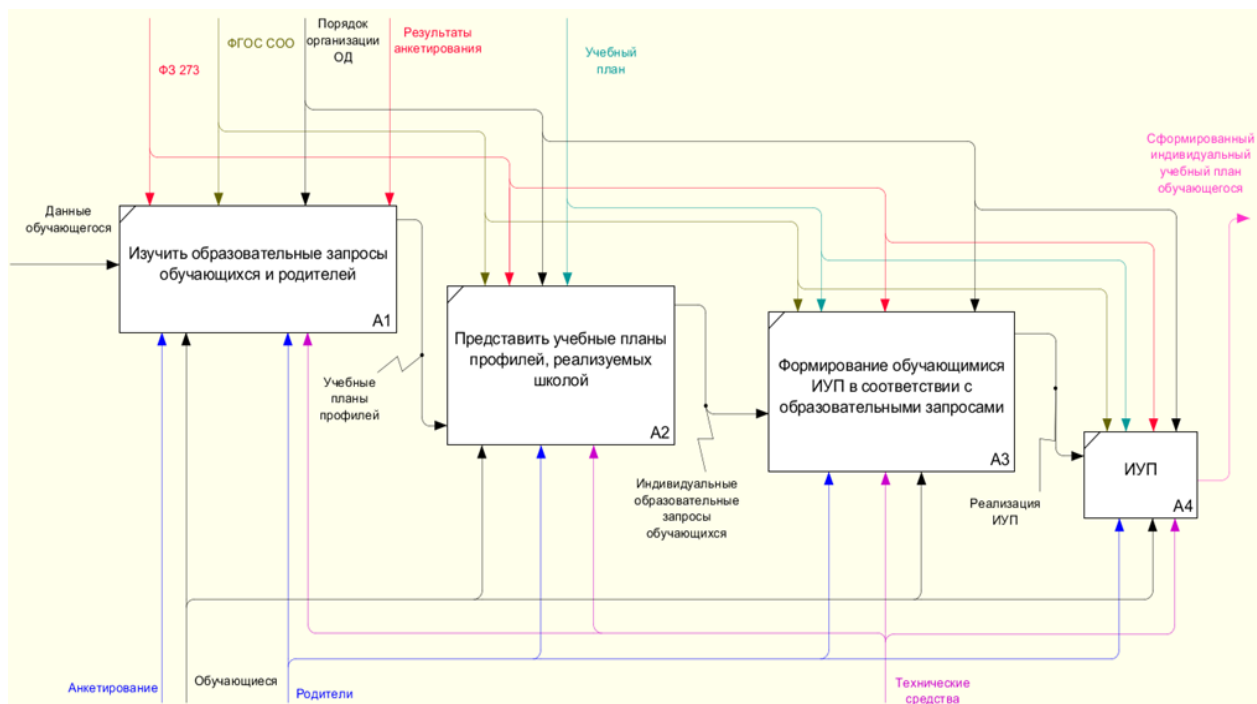 ФЗ 273
ФГОС СОО
Порядок
организации
ОД
Результаты
анкетирования
Учебный
план
Сформированный
индивидуальный
учебный план
обучающегося
Данные
обучающегося
Изучить образовательные запросы
обучающихся и родителей
A1
Учебные
планы
профилей
Представить учебные планы
профилей, реализуемых
школой
A2
Индивидуальные
образовательные
запросы
обучающихся
Формирование обучающимися
ИУП в соответствии с
образовательными запросами
A3
Реализация
ИУП
ИУП
A4
Анкетирование
Обучающиеся
Родители
Технические
средства